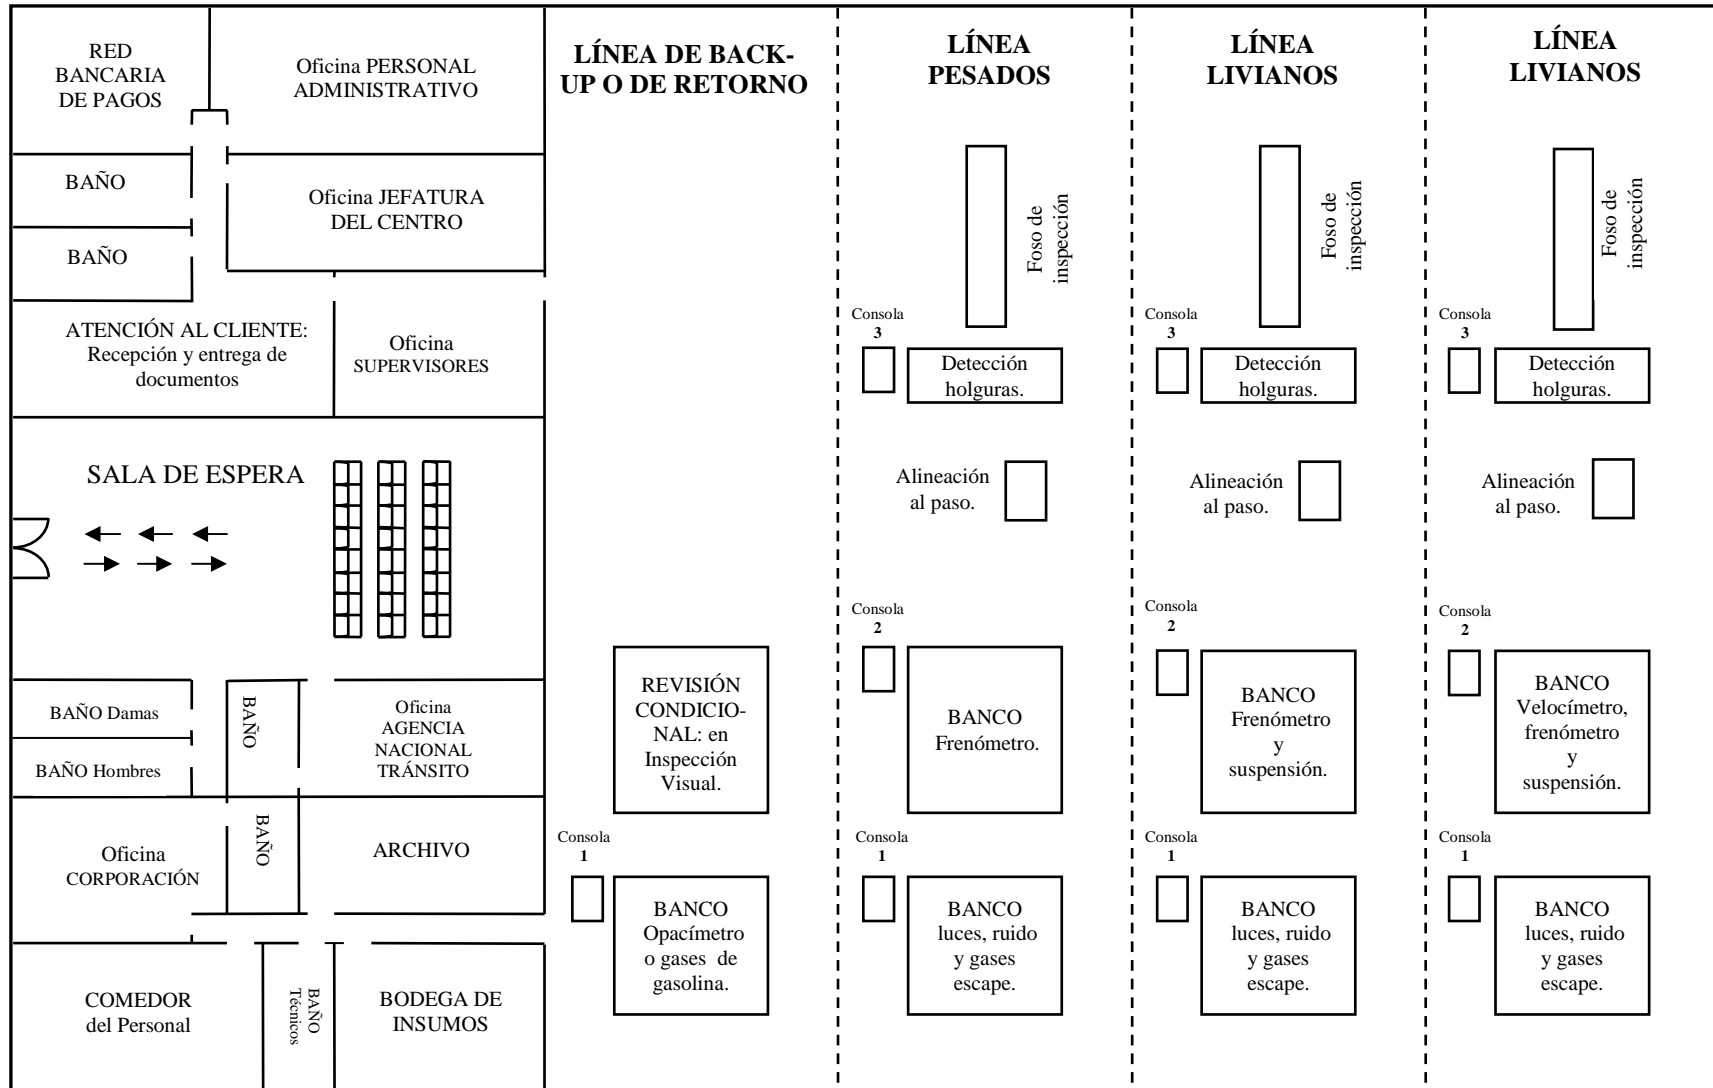 RED
BANCARIA
DE PAGOS
Oficina PERSONAL
ADMINISTRATIVO
BAÑO
Oficina JEFATURA
DEL CENTRO
BAÑO
ATENCIÓN AL CLIENTE:
Recepción y entrega de
documentos
Oficina
SUPERVISORES
SALA DE ESPERA
BAÑO Damas
BAÑO Hombres
BAÑO
Oficina
AGENCIA
NACIONAL
TRÁNSITO
Oficina
CORPORACIÓN
BAÑO
ARCHIVO
COMEDOR
del Personal
BAÑO
Técnicos
BODEGA DE
INSUMOS
LÍNEA DE BACK-
UP O DE RETORNO
REVISIÓN
CONDICIO-
NAL: en
Inspección
Visual.
Consola
1
BANCO
Opacímetro
o gases de
gasolina.
LÍNEA
PESADOS
Foso de
inspección
Consola
3
Detección
holguras.
Alineación
al paso.
Consola
2
BANCO
Frenómetro.
Consola
1
BANCO
luces, ruido
y gases
escape.
LÍNEA
LIVIANOS
Foso de
inspección
Consola
3
Detección
holguras.
Alineación
al paso.
Consola
2
BANCO
Frenómetro
y
suspensión.
Consola
1
BANCO
luces, ruido
y gases
escape.
LÍNEA
LIVIANOS
Foso de
inspección
Consola
3
Detección
holguras.
Alineación
al paso.
Consola
2
BANCO
Velocímetro,
frenómetro
y
suspensión.
Consola
1
BANCO
luces, ruido
y gases
escape.